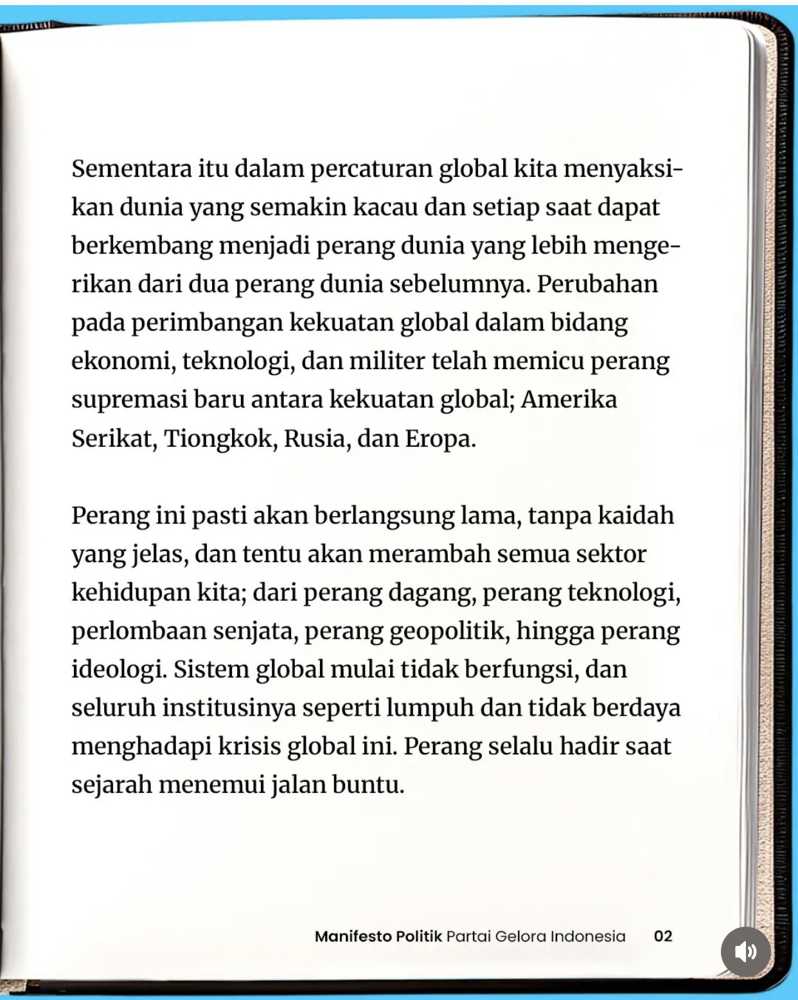 Sementara itu dalam percaturan global kita menyaksi-
kan dunia yang semakin kacau dan setiap saat dapat
berkembang menjadi perang dunia yang lebih menge-
rikan dari dua perang dunia sebelumnya. Perubahan
pada perimbangan kekuatan global dalam bidang
ekonomi, teknologi, dan militer telah memicu perang
supremasi baru antara kekuatan global; Amerika
Serikat, Tiongkok, Rusia, dan Eropa.
Perang ini pasti akan berlangsung lama, tanpa kaidah
yang jelas, dan tentu akan merambah semua sektor
kehidupan kita; dari perang dagang, perang teknologi,
perlombaan senjata, perang geopolitik, hingga perang
ideologi. Sistem global mulai tidak berfungsi, dan
seluruh institusinya seperti lumpuh dan tidak berdaya
menghadapi krisis global ini. Perang selalu hadir saat
sejarah menemui jalan buntu.
Manifesto Politik Partai Gelora Indonesia 02